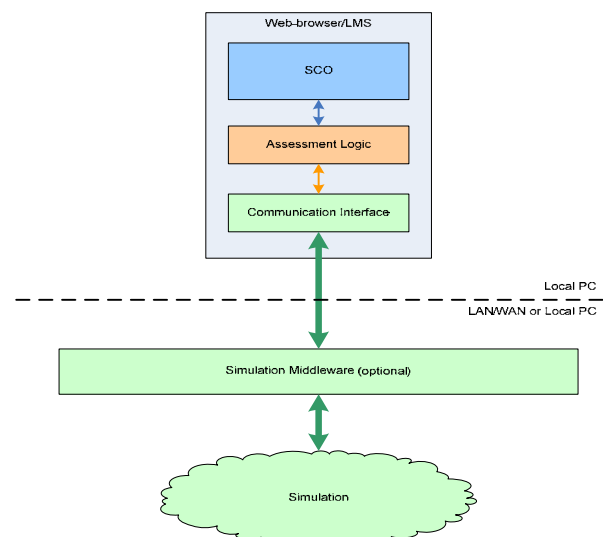 Web-browser/LMS
SCO
Assessment Logic
Communication Interface
Local PC
LAN/WAN or Local PC
Simulation Middleware (optional)
Simulation